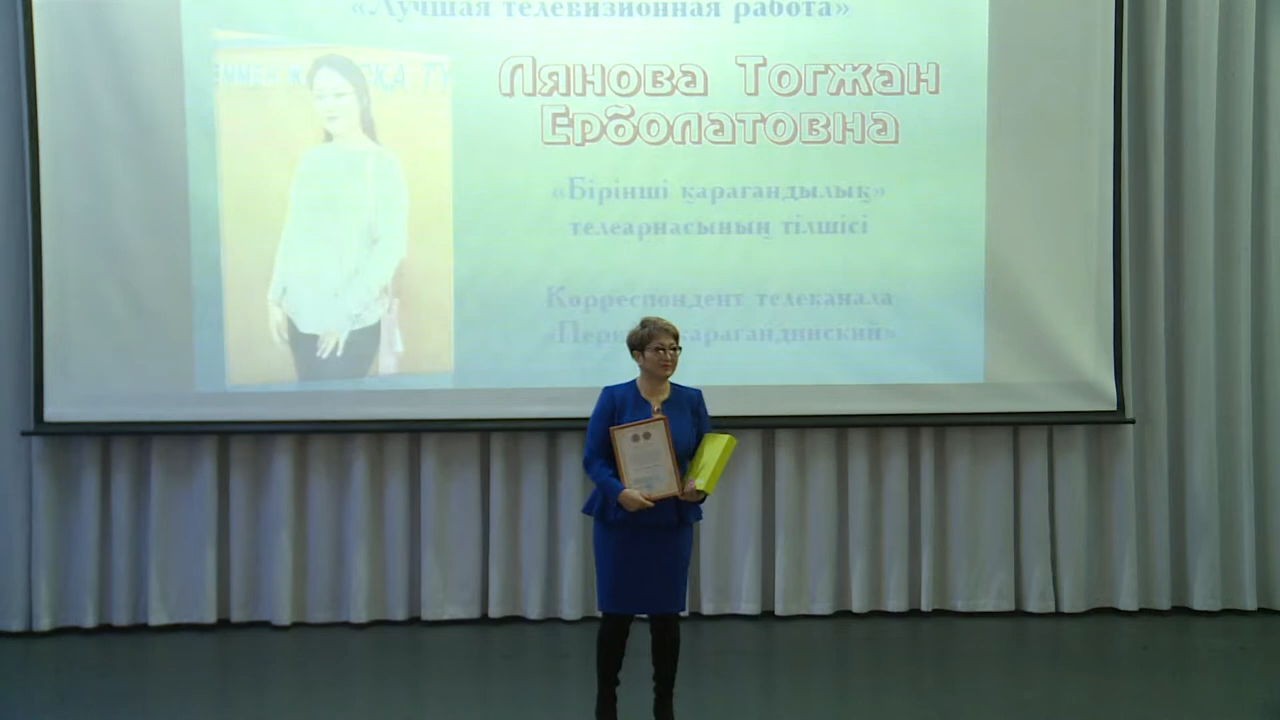 «Лучшая телевизионная работа»
Лянова Тогжан
Ерболатовна
«Бірінші қарағандылық»
телеарнасының тілшісі
Корреспондент телеканала
карагандинский»